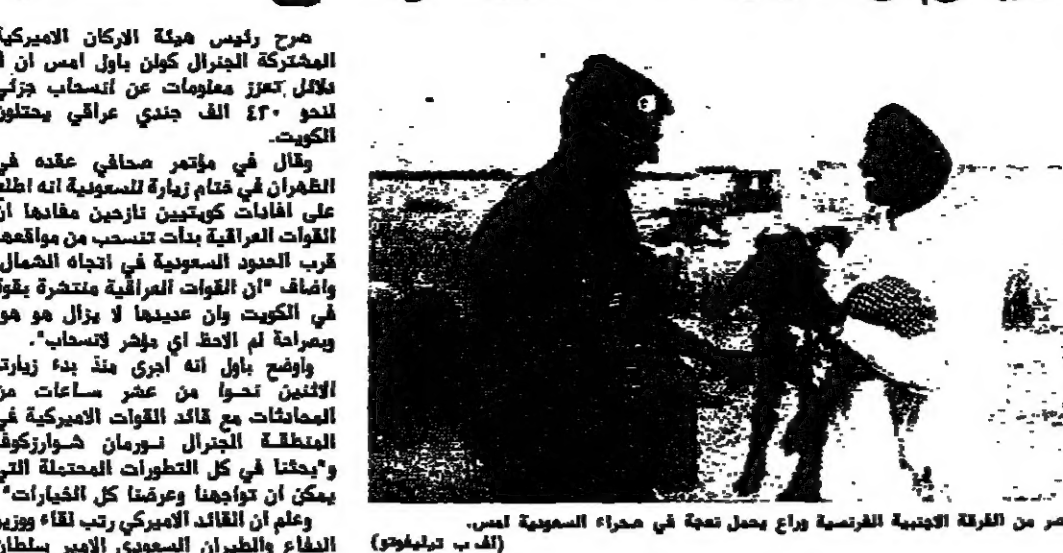 صرح رئيس هيئة الاركان الاميركية
المشتركة الجنرال كولن باول امس ان لا
دلائل تعزز معلومات عن انسحاب جزئي
لنحو ٤٣٠ الف جندي عراقي يحتلون
الكويت.
وقال في مؤتمر صحافي عقده في
الظهران في ختام زيارة للسعودية انه اطلع
على افادات كويتيين نازحين مفادها ان
القوات العراقية بدأت تنسحب من مواقعها
قرب الحدود السعودية في اتجاه الشمال.
واضاف "ان القوات العراقية منتشرة بقوة
في الكويت وان عديدها لا يزال هو هو
وبصراحة لم الاحظ اي مؤشر لانسحاب".
واوضح باول انه اجرى منذ بدء زيارته
الاثنين نحوا من عشر ساعات من
المحادثات مع قائد القوات الاميركية في
المنطقة الجنرال نورمان شوارزكوف
و"بحثنا في كل التطورات المحتملة التي
يمكن ان تواجهنا وعرضنا كل الخيارات"
وعلم ان القائد الاميركي رتب لقاء ووزير
الدفاع والطيران السعودي الامير سلطان
من الفرقة الاجنبية الفرنسية وراع يحمل نعجة في صحراء السعودية امس.
(أف ب تيليفوتو)